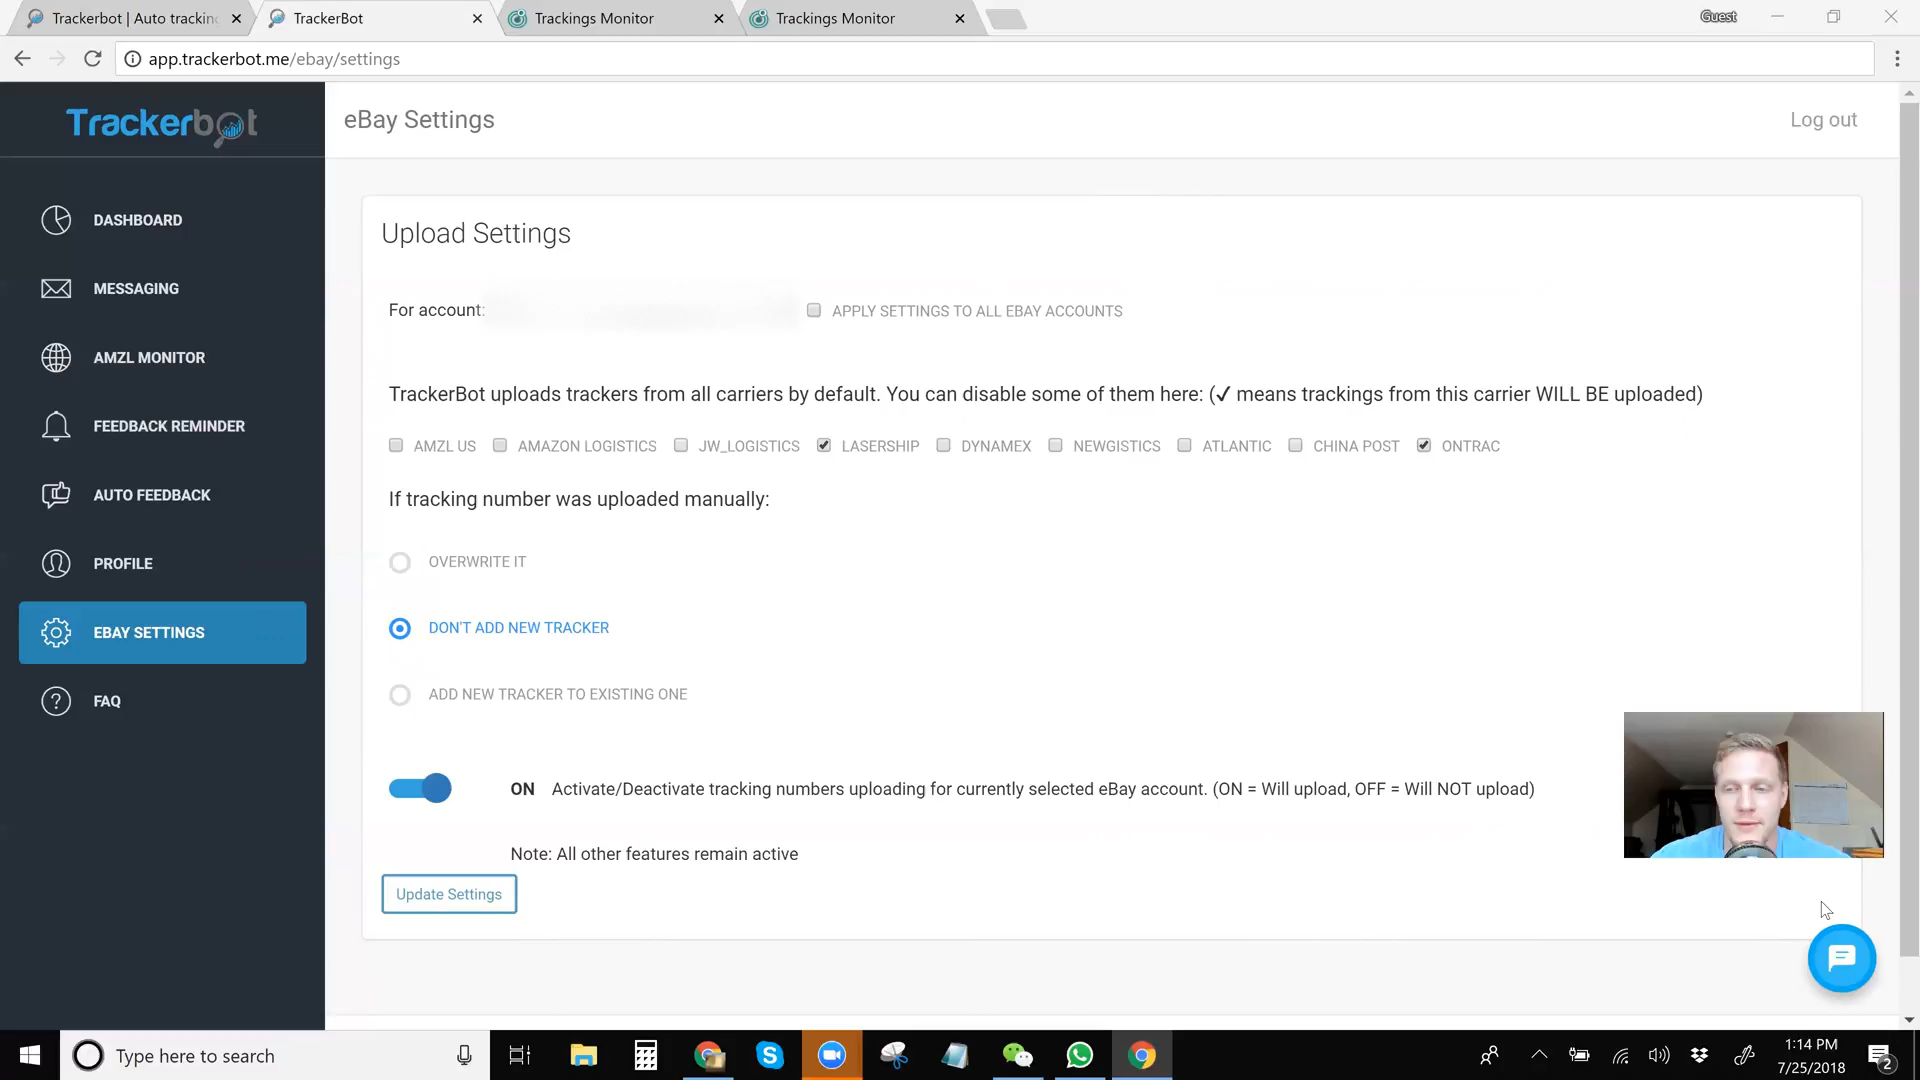 Trackerbot | Auto trackin
TrackerBot
Trackings Monitor
Trackings Monitor
Guest
app.trackerbot.me/ebay/settings
Trackerbot
eBay Settings
Log out
DASHBOARD
MESSAGING
AMZL MONITOR
FEEDBACK REMINDER
AUTO FEEDBACK
PROFILE
EBAY SETTINGS
FAQ
Upload Settings
For account:
APPLY SETTINGS TO ALL EBAY ACCOUNTS
TrackerBot uploads trackers from all carriers by default. You can disable some of them here: (✓ means trackings from this carrier WILL BE uploaded)
AMZL US AMAZON LOGISTICS JW_LOGISTICS LASERSHIP DYNAMEX NEWGISTICS ATLANTIC CHINA POST ONTRAC
If tracking number was uploaded manually:
OVERWRITE IT
DON'T ADD NEW TRACKER
ADD NEW TRACKER TO EXISTING ONE
ON Activate/Deactivate tracking numbers uploading for currently selected eBay account. (ON = Will upload, OFF = Will NOT upload)
Note: All other features remain active
Update Settings
Type here to search
1:14 PM
7/25/2018
2